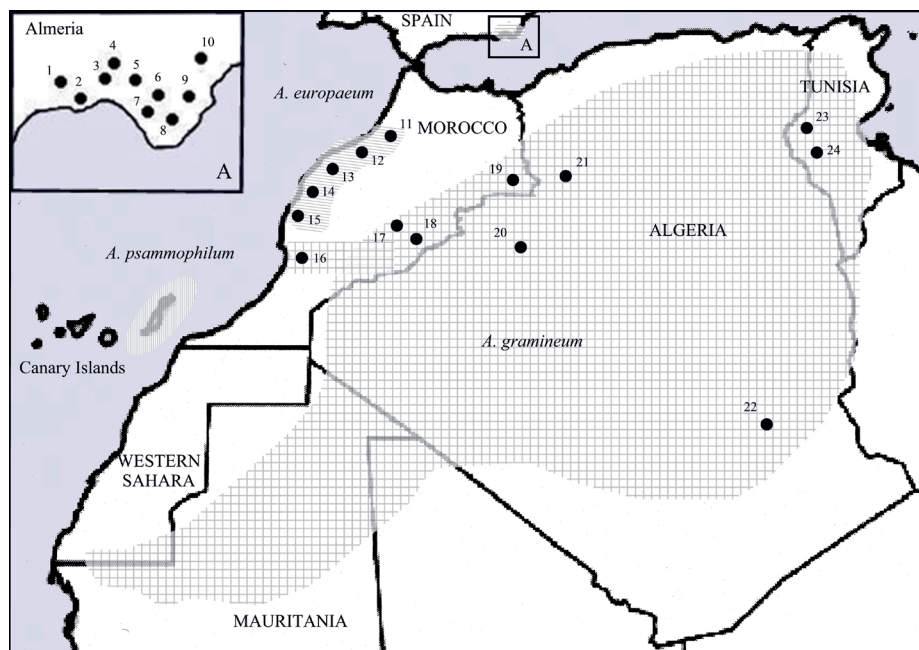 SPAIN
Almeria
10
4
3
5
1
2
6
9
7
8
A
A
A. europaeum
11
MOROCCO
12
13
14
15
TUNISIA
23
24
19
21
17
18
20
16
ALGERIA
A. psammophilum
A. gramineum
Canary Islands
22
WESTERN
SAHARA
MAURITANIA